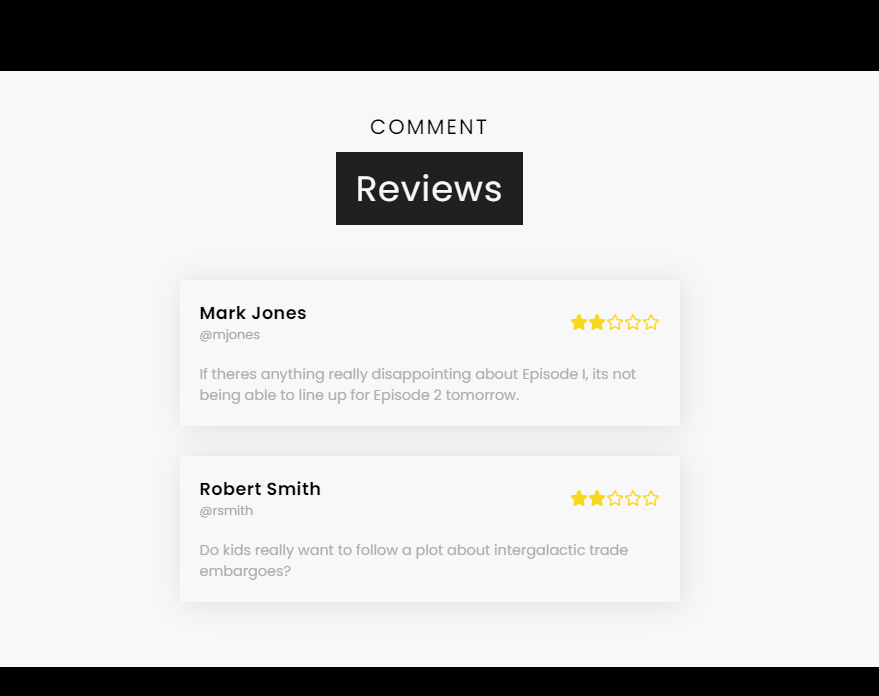 COMMENT
Reviews
Mark Jones
@mjones
If theres anything really disappointing about Episode I, its not
being able to line up for Episode 2 tomorrow.
Robert Smith
@rsmith
Do kids really want to follow a plot about intergalactic trade
embargoes?